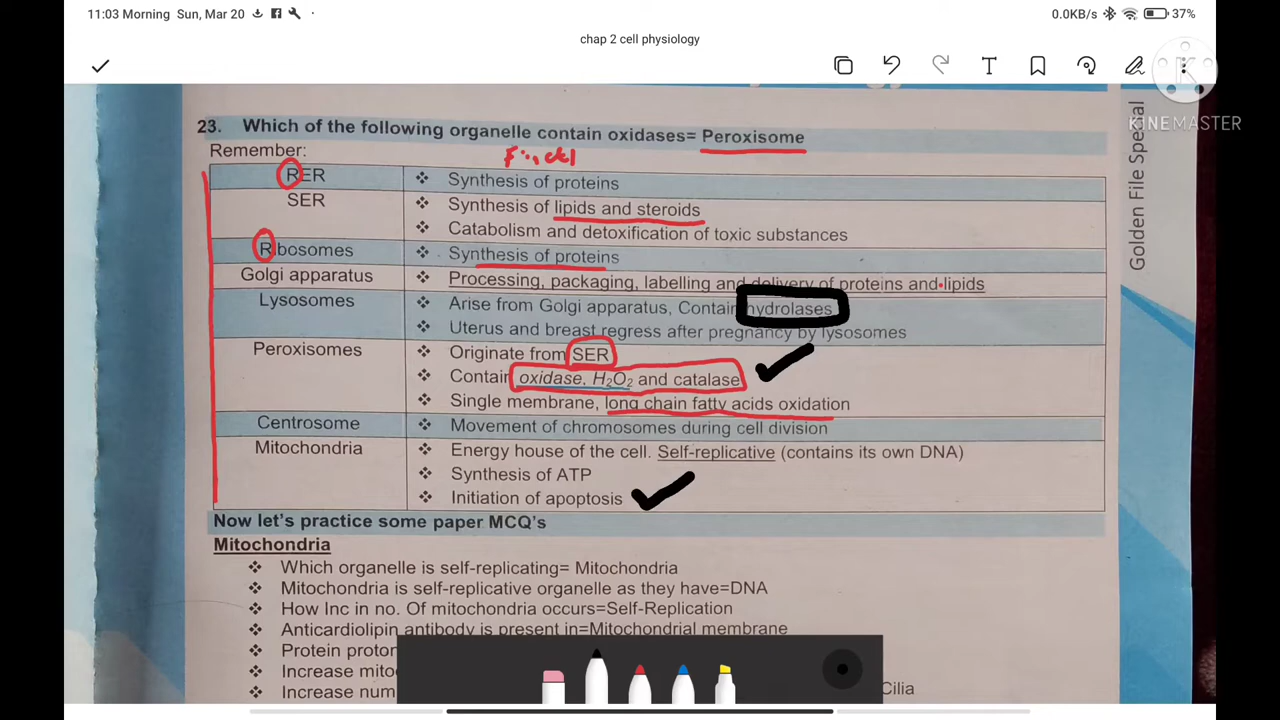 11:03 Morning Sun, Mar 20
0.0KB/s 37%
chap 2 cell physiology
KINEMASTER
Golden File Special
23. Which of the following organelle contain oxidases= Peroxisome
Remember:
RER ❖ Synthesis of proteins
SER ❖ Synthesis of lipids and steroids
❖ Catabolism and detoxification of toxic substances
Ribosomes ❖ Synthesis of proteins
Golgi apparatus ❖ Processing, packaging, labelling and delivery of proteins and lipids
Lysosomes ❖ Arise from Golgi apparatus, Contain hydrolases
❖ Uterus and breast regress after pregnancy by lysosomes
Peroxisomes ❖ Originate from SER
❖ Contain oxidase, H₂O₂ and catalase
❖ Single membrane, long chain fatty acids oxidation
Centrosome ❖ Movement of chromosomes during cell division
Mitochondria ❖ Energy house of the cell. Self-replicative (contains its own DNA)
❖ Synthesis of ATP
❖ Initiation of apoptosis
Now let's practice some paper MCQ's
Mitochondria
❖ Which organelle is self-replicating= Mitochondria
❖ Mitochondria is self-replicative organelle as they have=DNA
❖ How Inc in no. Of mitochondria occurs=Self-Replication
❖ Anticardiolipin antibody is present in=Mitochondrial membrane
❖ Protein
❖ Increase
❖ Increase Cilia